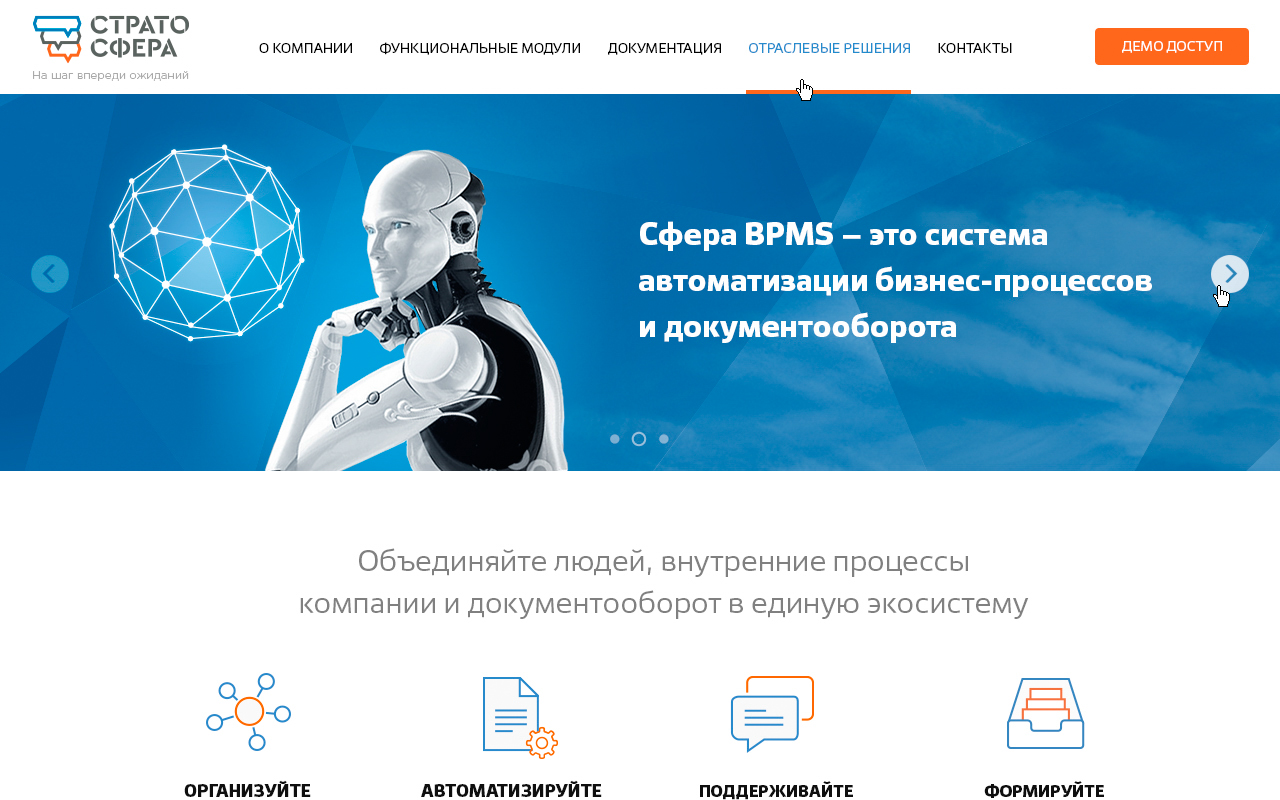 СТРАТО
СФЕРА
На шаг впереди ожиданий
О КОМПАНИИ
ФУНКЦИОНАЛЬНЫЕ МОДУЛИ
ДОКУМЕНТАЦИЯ
ОТРАСЛЕВЫЕ РЕШЕНИЯ
КОНТАКТЫ
ДЕМО ДОСТУП
Сфера BPMS – это система
автоматизации бизнес-процессов
и документооборота
Объединяйте людей, внутренние процессы
компании и документооборот в единую экосистему
ОРГАНИЗУЙТЕ
АВТОМАТИЗИРУЙТЕ
ПОДДЕРЖИВАЙТЕ
ФОРМИРУЙТЕ